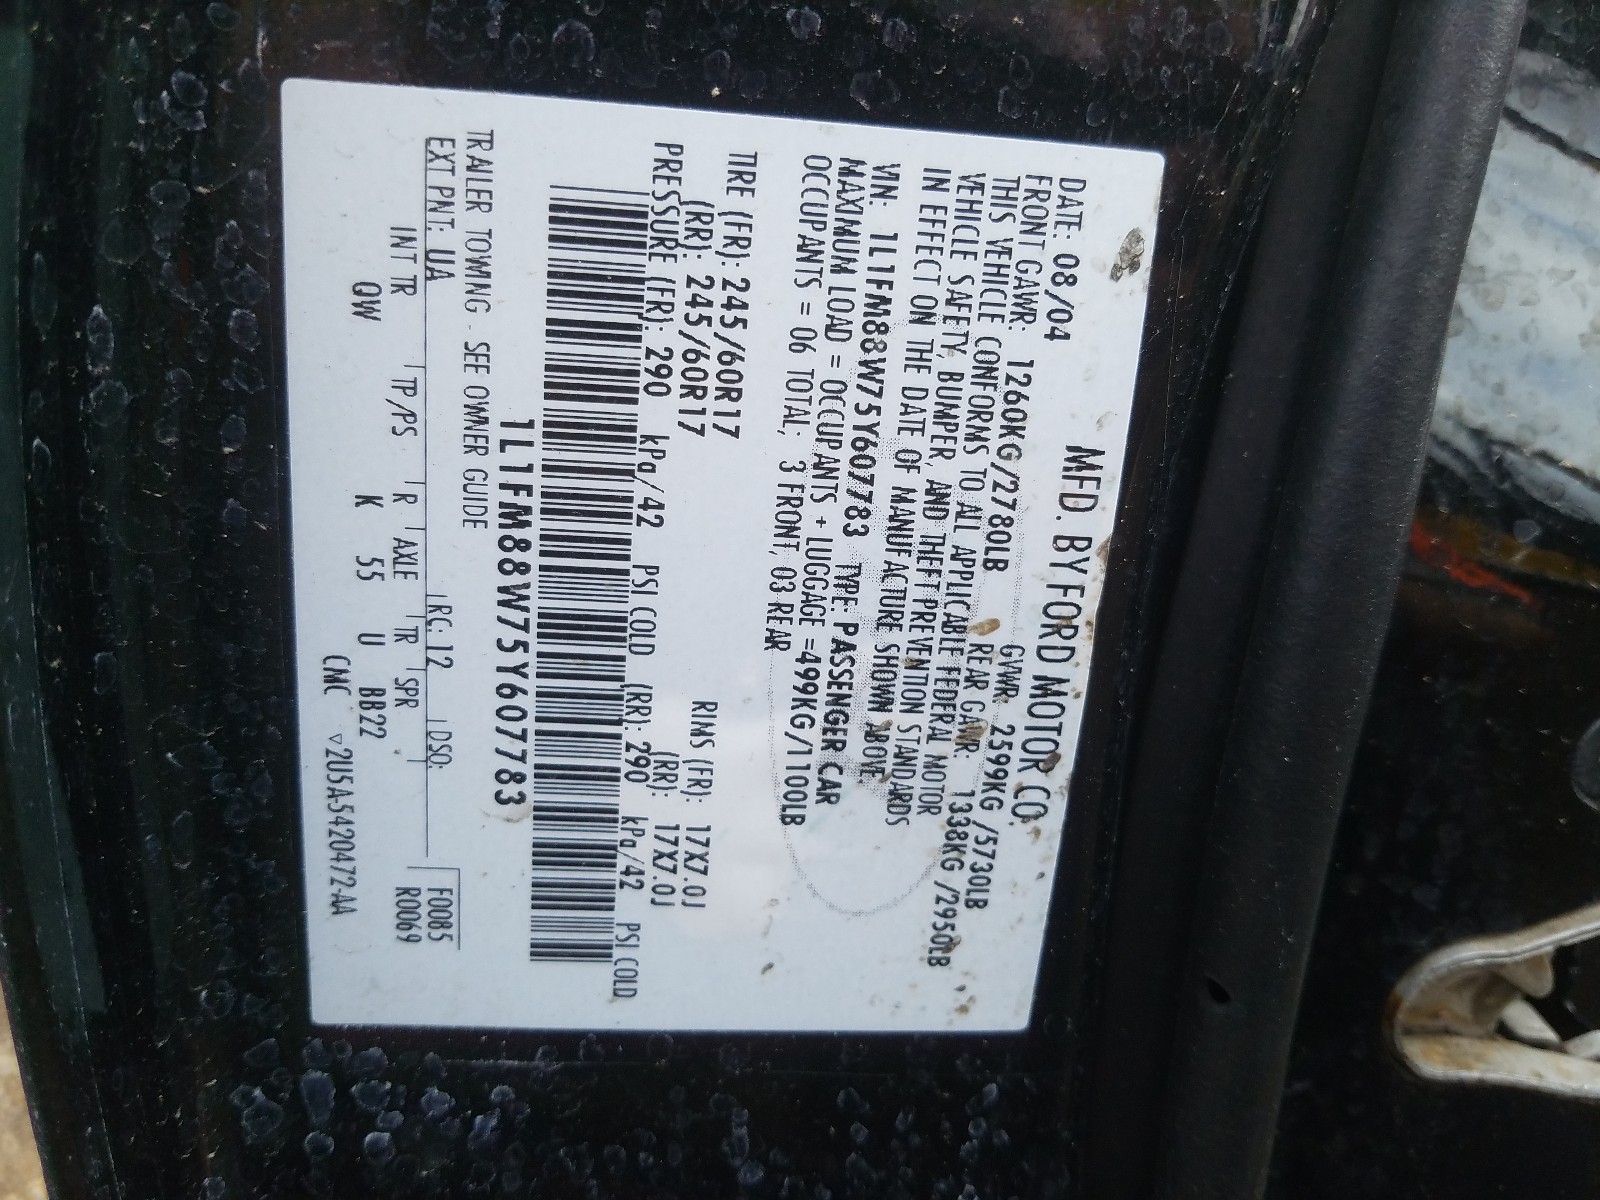 MFD. BY FORD MOTOR CO.
DATE: 08/04 GVWR: 2599KG /5730LB
FRONT GAWR: 1260KG/2780LB REAR GAWR: 1338KG /2950LB
THIS VEHICLE CONFORMS TO ALL APPLICABLE FEDERAL MOTOR
VEHICLE SAFETY, BUMPER, AND THEFT PREVENTION STANDARDS
IN EFFECT ON THE DATE OF MANUFACTURE SHOWN ABOVE.
VIN: 1L1FM88W75Y607783 TYPE: PASSENGER CAR
MAXIMUM LOAD = OCCUPANTS + LUGGAGE =499KG/1100LB
OCCUPANTS = 06 TOTAL; 3 FRONT, 03 REAR
TIRE (FR): 245/60R17 RIMS (FR): 17X7.0J
(RR): 245/60R17 (RR): 17X7.0J
PRESSURE (FR): 290 kPa/42 PSI COLD (RR): 290 kPa/42 PSI COLD
1L1FM88W75Y607783
TRAILER TOWING - SEE OWNER GUIDE
EXT PNT: UA RC: 12 DSO: F0085
INT TR TP/PS R AXLE TR SPR R0069
QW K 55 U BB22
CMC ▽2U5A-5420472-AA